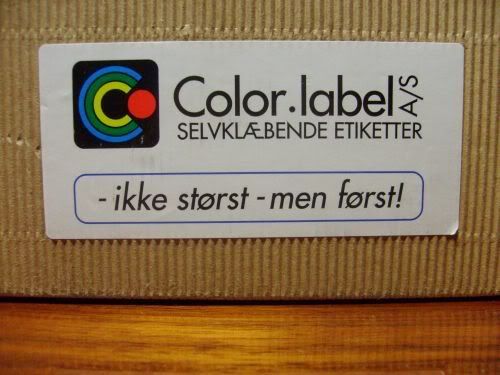 Color.label A/S
SELVKLÆBENDE ETIKETTER
- ikke størst - men først!